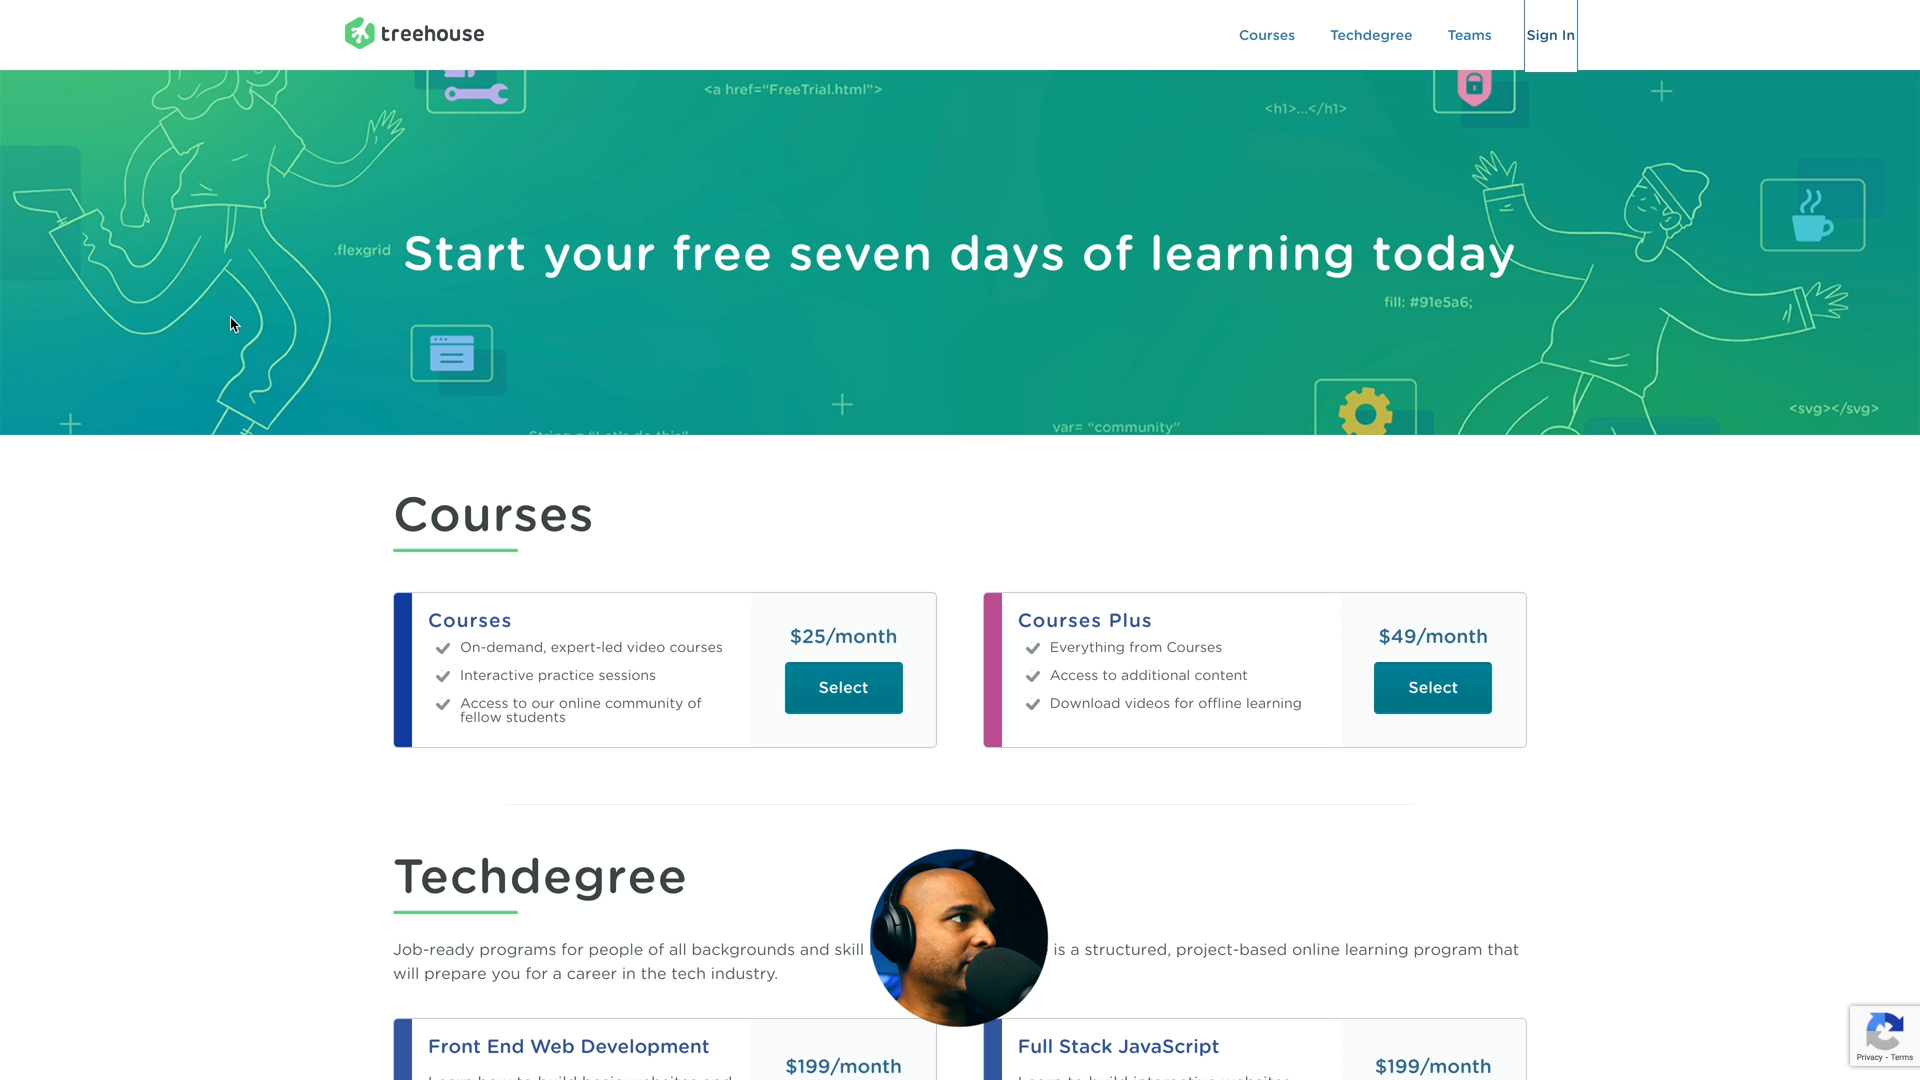 treehouse
Courses Techdegree Teams Sign In
<a href="FreeTrial.html">
<h1>...</h1>
.flexgrid
Start your free seven days of learning today
fill: #91e5a6;
<svg></svg>
var= "community"
String = "Let's do this"
Courses
Courses
On-demand, expert-led video courses
Interactive practice sessions
Access to our online community of
fellow students
$25/month
Select
Courses Plus
Everything from Courses
Access to additional content
Download videos for offline learning
$49/month
Select
Techdegree
Job-ready programs for people of all backgrounds and skill is a structured, project-based online learning program that
will prepare you for a career in the tech industry.
Front End Web Development
$199/month
Full Stack JavaScript
$199/month
Privacy - Terms